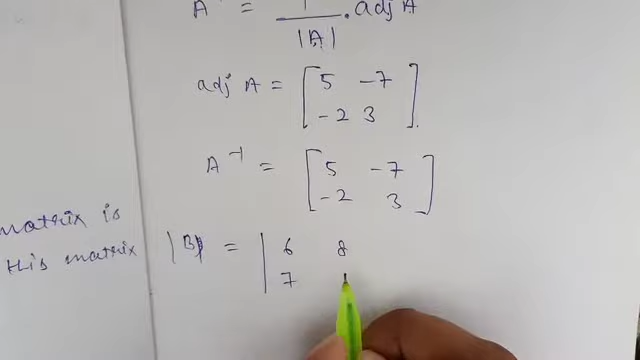 A⁻¹ = 1/|A| . adj A
adj A = [ 5 -7
-2 3 ].
A⁻¹ = [ 5 -7
-2 3 ]
matrix is
this matrix
|B| = | 6 8
7